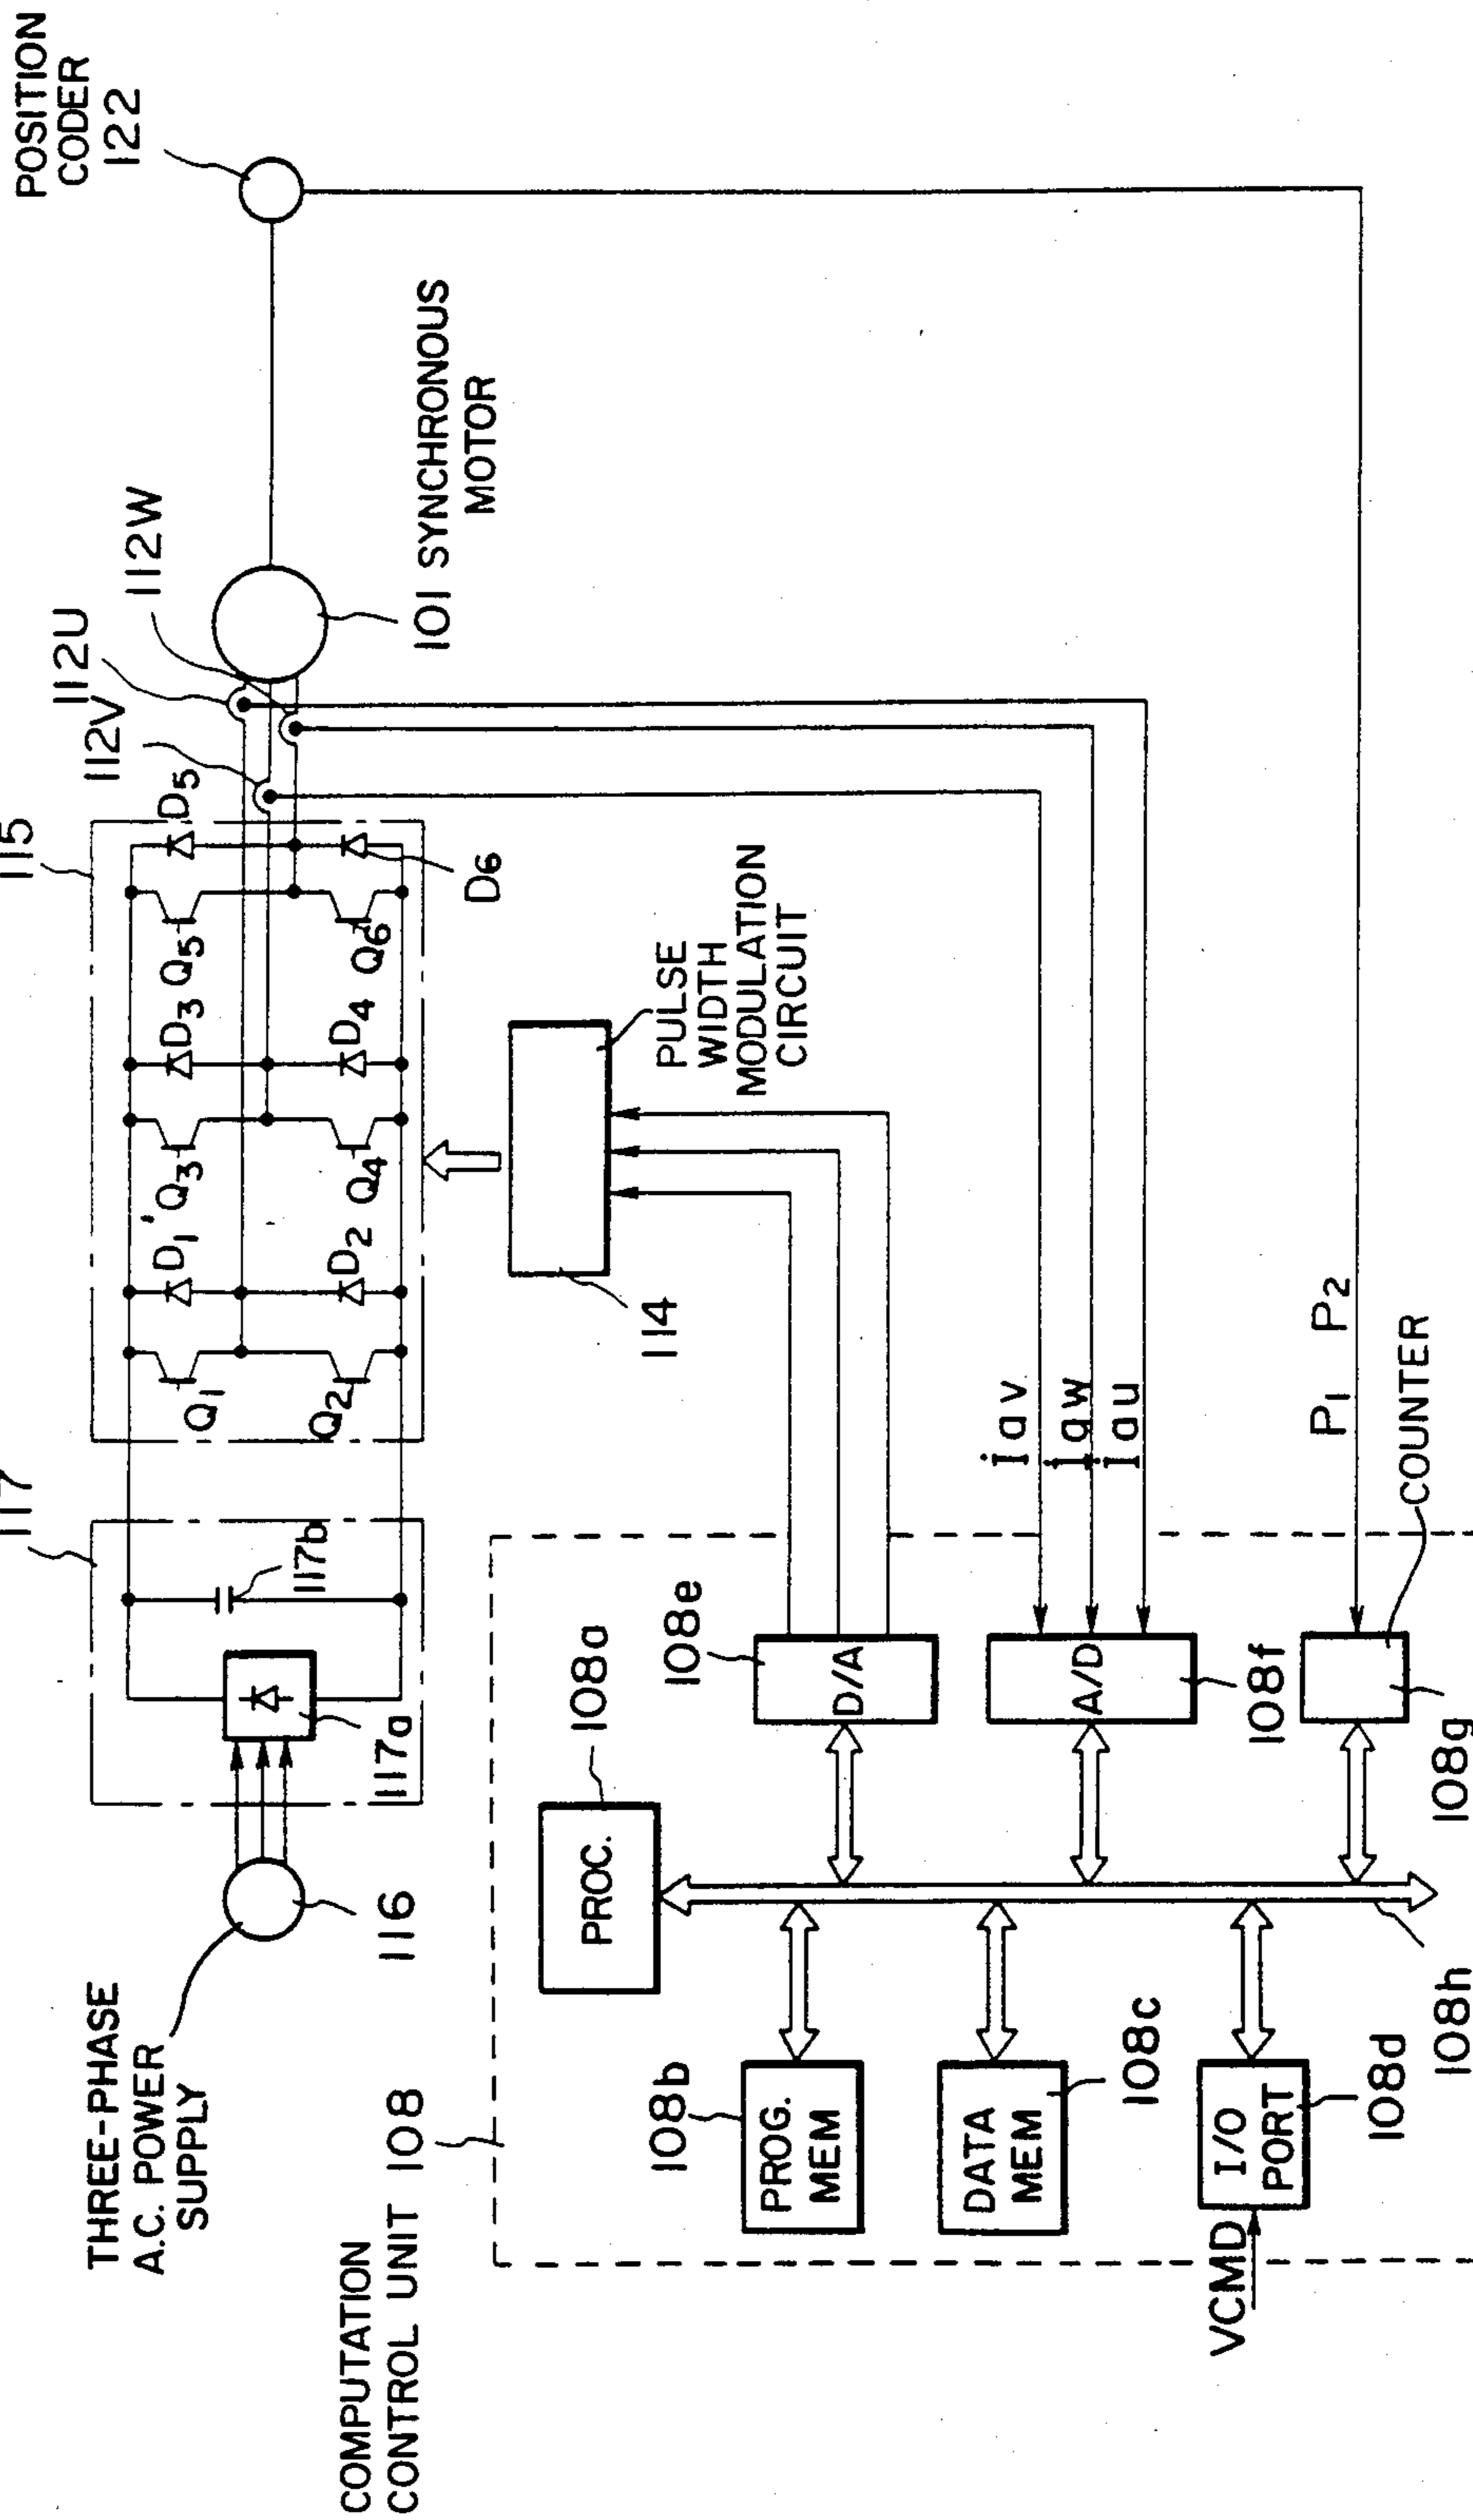 THREE-PHASE
A.C. POWER
SUPPLY
116
117
117a
117b
115
Q1
D1
Q3
D3
Q5
D5
Q2
D2
Q4
D4
Q6
D6
112V
112U
112W
101 SYNCHRONOUS
MOTOR
POSITION
CODER
122
114
PULSE
WIDTH
MODULATION
CIRCUIT
COMPUTATION
CONTROL UNIT 108
108a
PROC.
108b
PROG.
MEM
108c
DATA
MEM
108d
I/O
PORT
VCMD
108e
D/A
108f
A/D
iav
iaw
iau
P1 P2
COUNTER
108g
108h